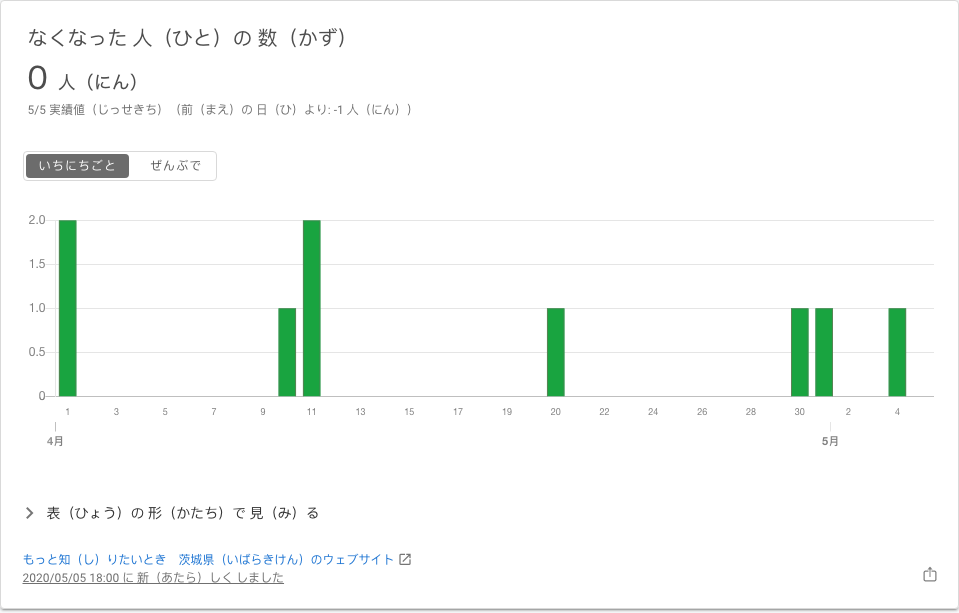 なくなった 人（ひと）の 数（かず）
0 人（にん）
5/5 実績値（じっせきち）（前（まえ）の 日（ひ）より: -1 人（にん））
いちにちごと ぜんぶで
2.0
1.5
1.0
0.5
0
1 3 5 7 9 11 13 15 17 19 20 22 24 26 28 30 2 4
4月 5月
表（ひょう）の 形（かたち）で 見（み）る
もっと知（し）りたいとき　茨城県（いばらきけん）のウェブサイト
2020/05/05 18:00 に 新（あたら）しく しました